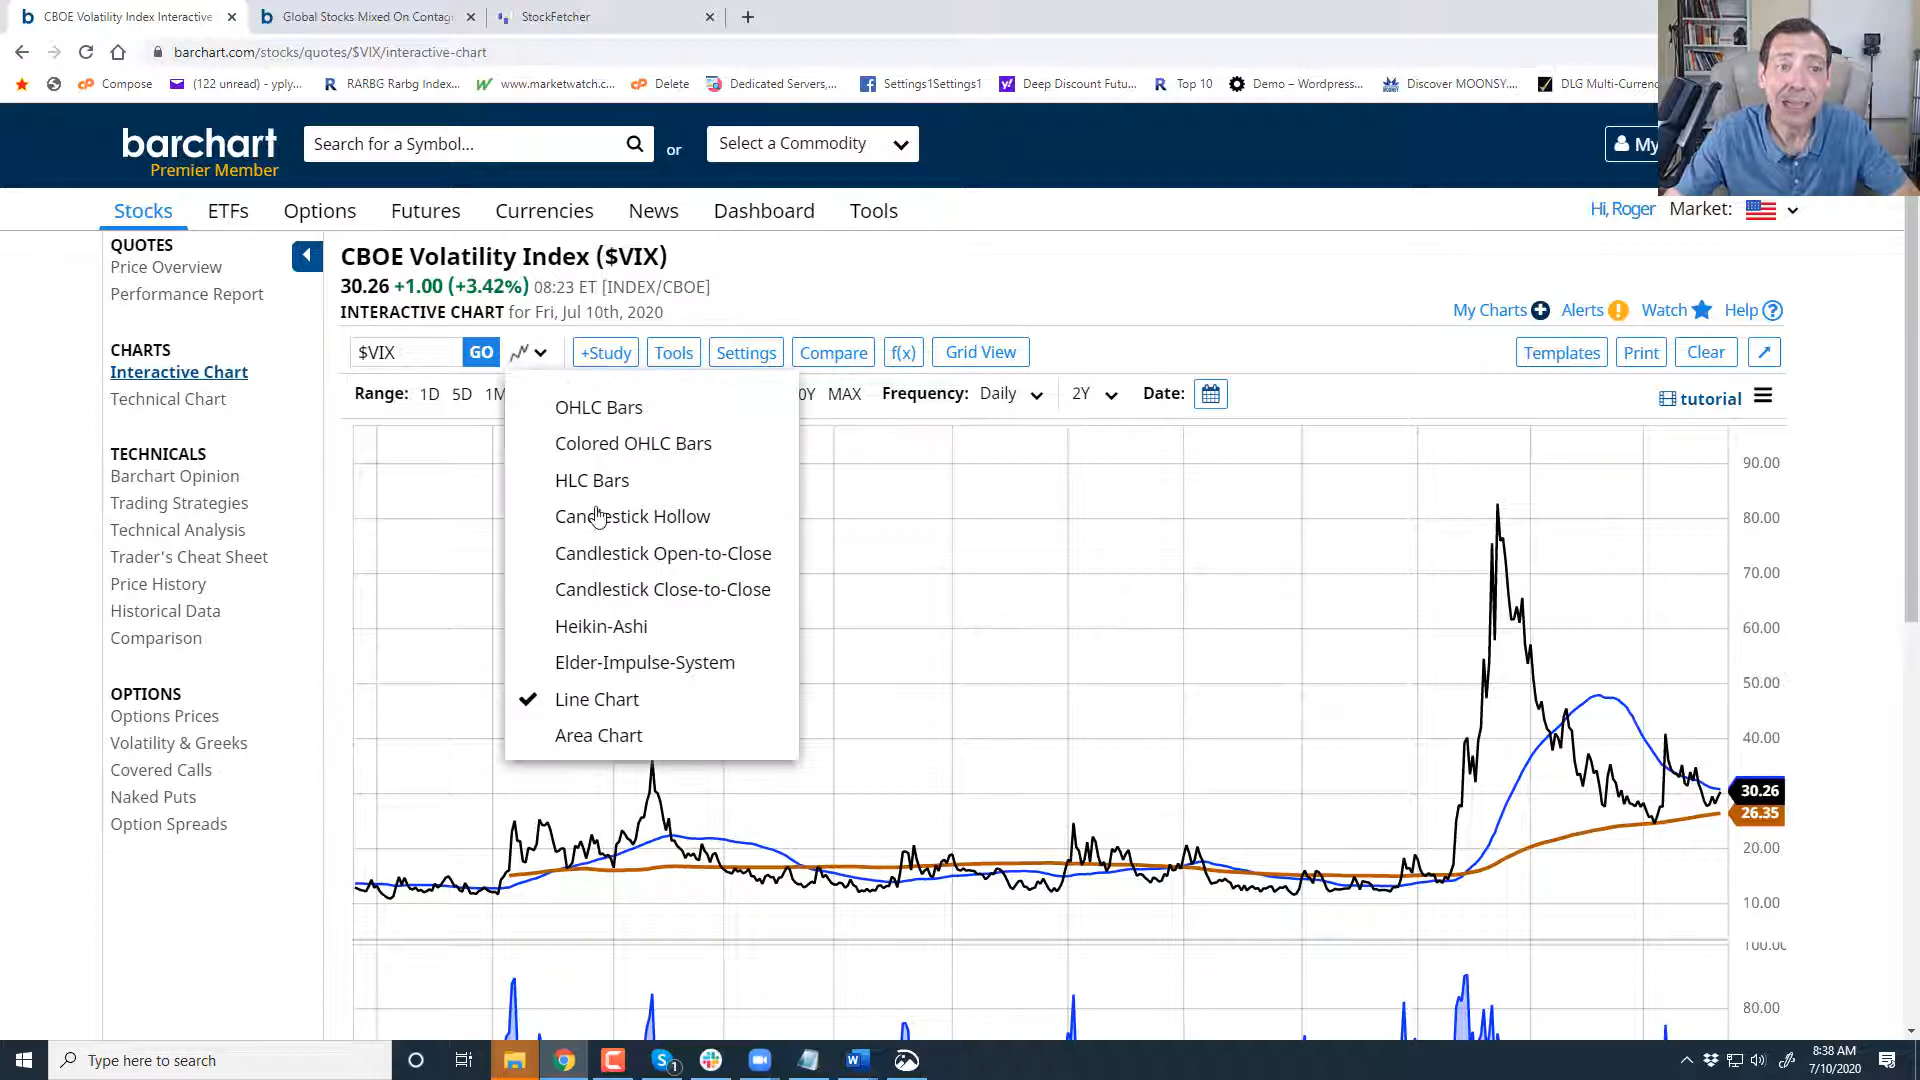 CBOE Volatility Index Interactive
Global Stocks Mixed On Contag
StockFetcher
barchart.com/stocks/quotes/$VIX/interactive-chart
Compose
(122 unread) - yply...
RARBG Rarbg Index...
www.marketwatch.c...
Delete
Dedicated Servers,...
Settings1Settings1
Deep Discount Futu...
Top 10
Demo – Wordpress...
Discover MOONSY....
DLG Multi-Currenc
barchart
Premier Member
Search for a Symbol...
or
Select a Commodity
My
Stocks
ETFs
Options
Futures
Currencies
News
Dashboard
Tools
Hi, Roger
Market:
QUOTES
Price Overview
Performance Report
CHARTS
Interactive Chart
Technical Chart
TECHNICALS
Barchart Opinion
Trading Strategies
Technical Analysis
Trader's Cheat Sheet
Price History
Historical Data
Comparison
OPTIONS
Options Prices
Volatility & Greeks
Covered Calls
Naked Puts
Option Spreads
CBOE Volatility Index ($VIX)
30.26 +1.00 (+3.42%) 08:23 ET [INDEX/CBOE]
INTERACTIVE CHART for Fri, Jul 10th, 2020
My Charts
Alerts
Watch
Help
$VIX
GO
+Study
Tools
Settings
Compare
f(x)
Grid View
Templates
Print
Clear
Range: 1D 5D 1M
0Y MAX
Frequency: Daily
2Y
Date:
tutorial
OHLC Bars
Colored OHLC Bars
HLC Bars
Candlestick Hollow
Candlestick Open-to-Close
Candlestick Close-to-Close
Heikin-Ashi
Elder-Impulse-System
Line Chart
Area Chart
90.00
80.00
70.00
60.00
50.00
40.00
30.26
26.35
20.00
10.00
100.00
80.00
Type here to search
1
8:38 AM
7/10/2020